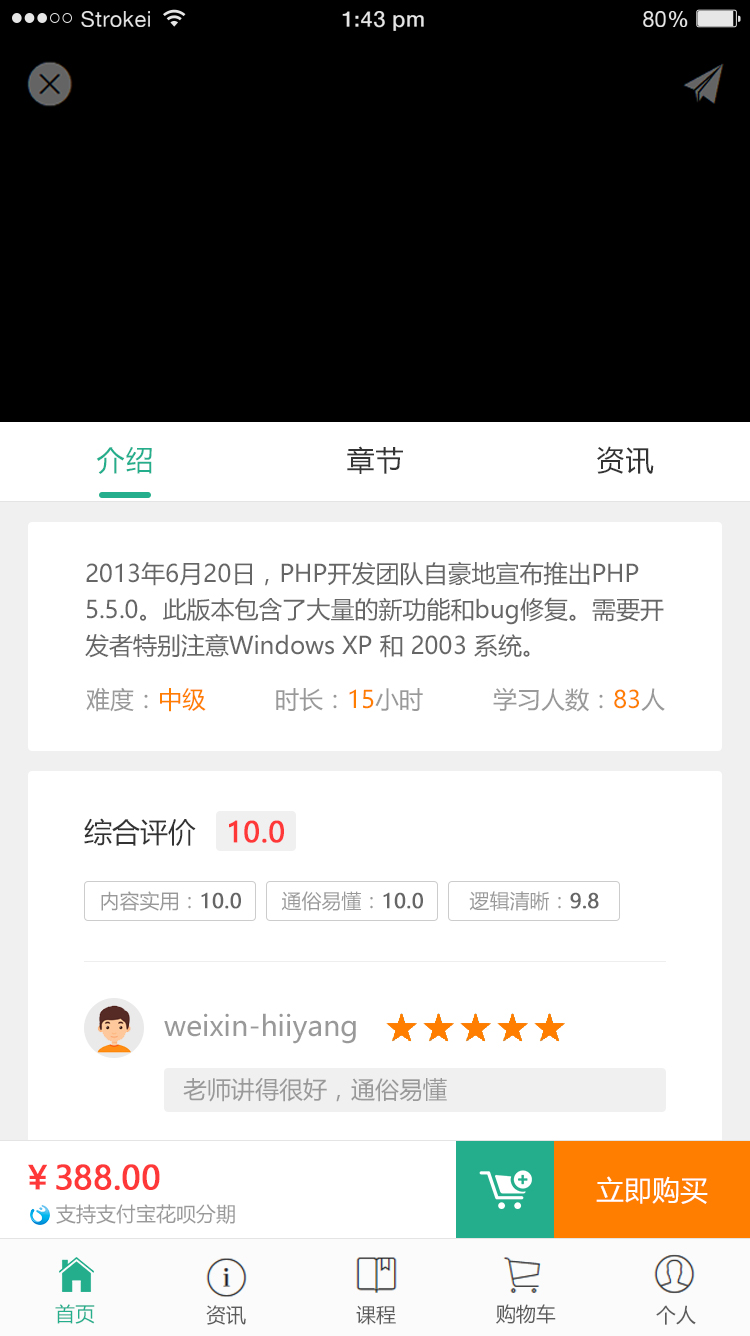 Strokei 1:43 pm 80%
介绍 章节 资讯
2013年6月20日，PHP开发团队自豪地宣布推出PHP
5.5.0。此版本包含了大量的新功能和bug修复。需要开
发者特别注意Windows XP 和 2003 系统。
难度：中级 时长：15小时 学习人数：83人
综合评价 10.0
内容实用：10.0 通俗易懂：10.0 逻辑清晰：9.8
weixin-hiiyang
老师讲得很好，通俗易懂
¥ 388.00
支持支付宝花呗分期
立即购买
首页 资讯 课程 购物车 个人